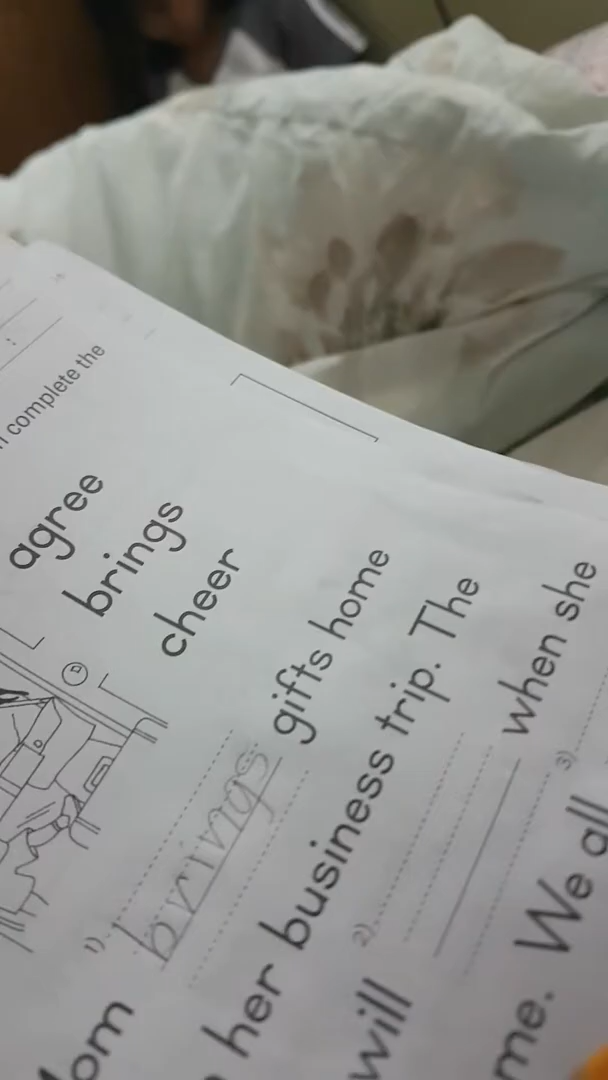 complete the
agree
brings
cheer
1) brings gifts home
her business trip. The
will 2) when she
me. We all 3)